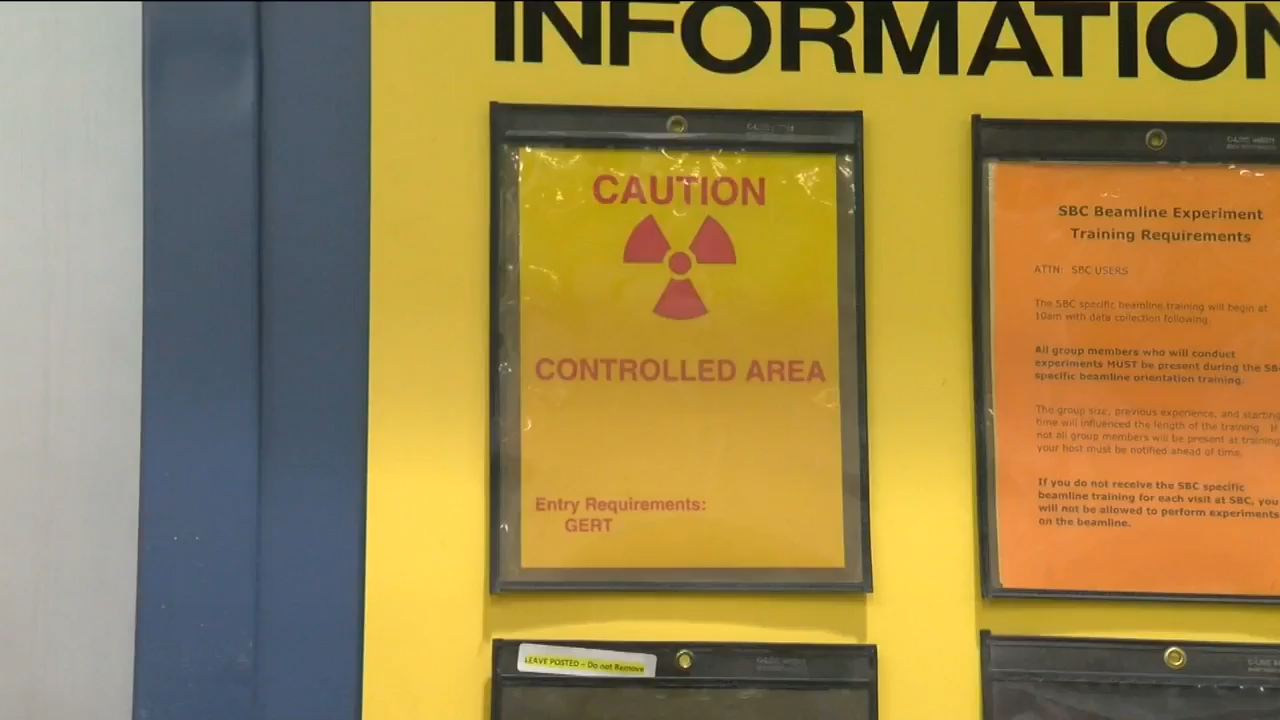 INFORMATION
CAUTION
CONTROLLED AREA
Entry Requirements:
GERT
SBC Beamline Experiment
Training Requirements
ATTN: SBC USERS
The SBC specific beamline training will begin at
10am with data collection following.
All group members who will conduct
experiments MUST be present during the
specific beamline orientation training.
The group size, previous experience, and starting
time will influenced the length of the training. If
not all group members will be present at training
your host must be notified ahead of time.
If you do not receive the SBC specific
beamline training for each visit at SBC, you
will not be allowed to perform experiments
on the beamline.
LEAVE POSTED – Do not Remove